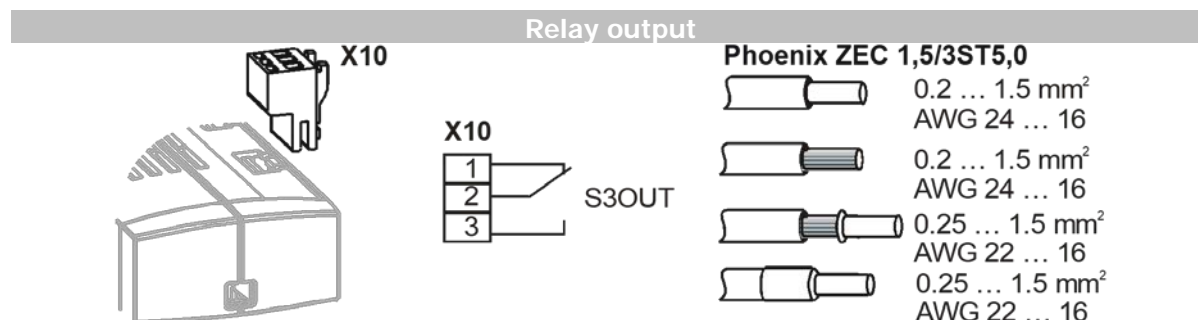 Relay output
X10
X10
1
2
3
S3OUT
Phoenix ZEC 1,5/3ST5,0
0.2 … 1.5 mm²
AWG 24 … 16
0.2 … 1.5 mm²
AWG 24 … 16
0.25 … 1.5 mm²
AWG 22 … 16
0.25 … 1.5 mm²
AWG 22 … 16